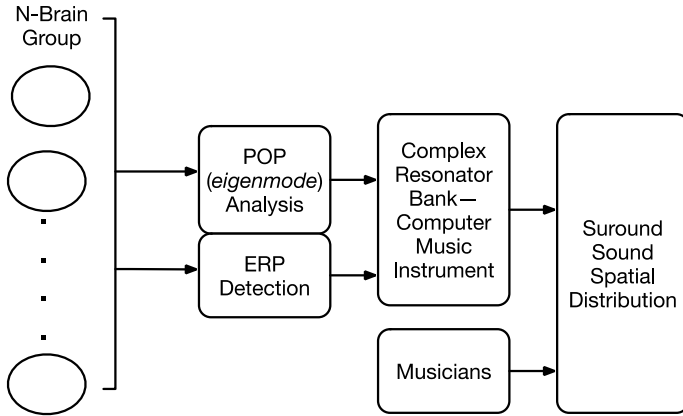 N-Brain
Group
POP
(eigenmode)
Analysis
ERP
Detection
Complex
Resonator
Bank—
Computer
Music
Instrument
Musicians
Suround
Sound
Spatial
Distribution